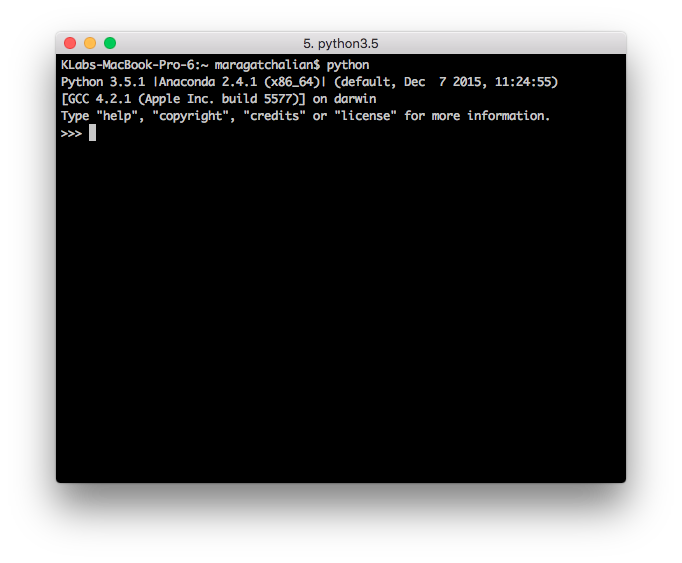 5. python3.5
KLabs-MacBook-Pro-6:~ maragatchalian$ python
Python 3.5.1 |Anaconda 2.4.1 (x86_64)| (default, Dec  7 2015, 11:24:55)
[GCC 4.2.1 (Apple Inc. build 5577)] on darwin
Type "help", "copyright", "credits" or "license" for more information.
>>>